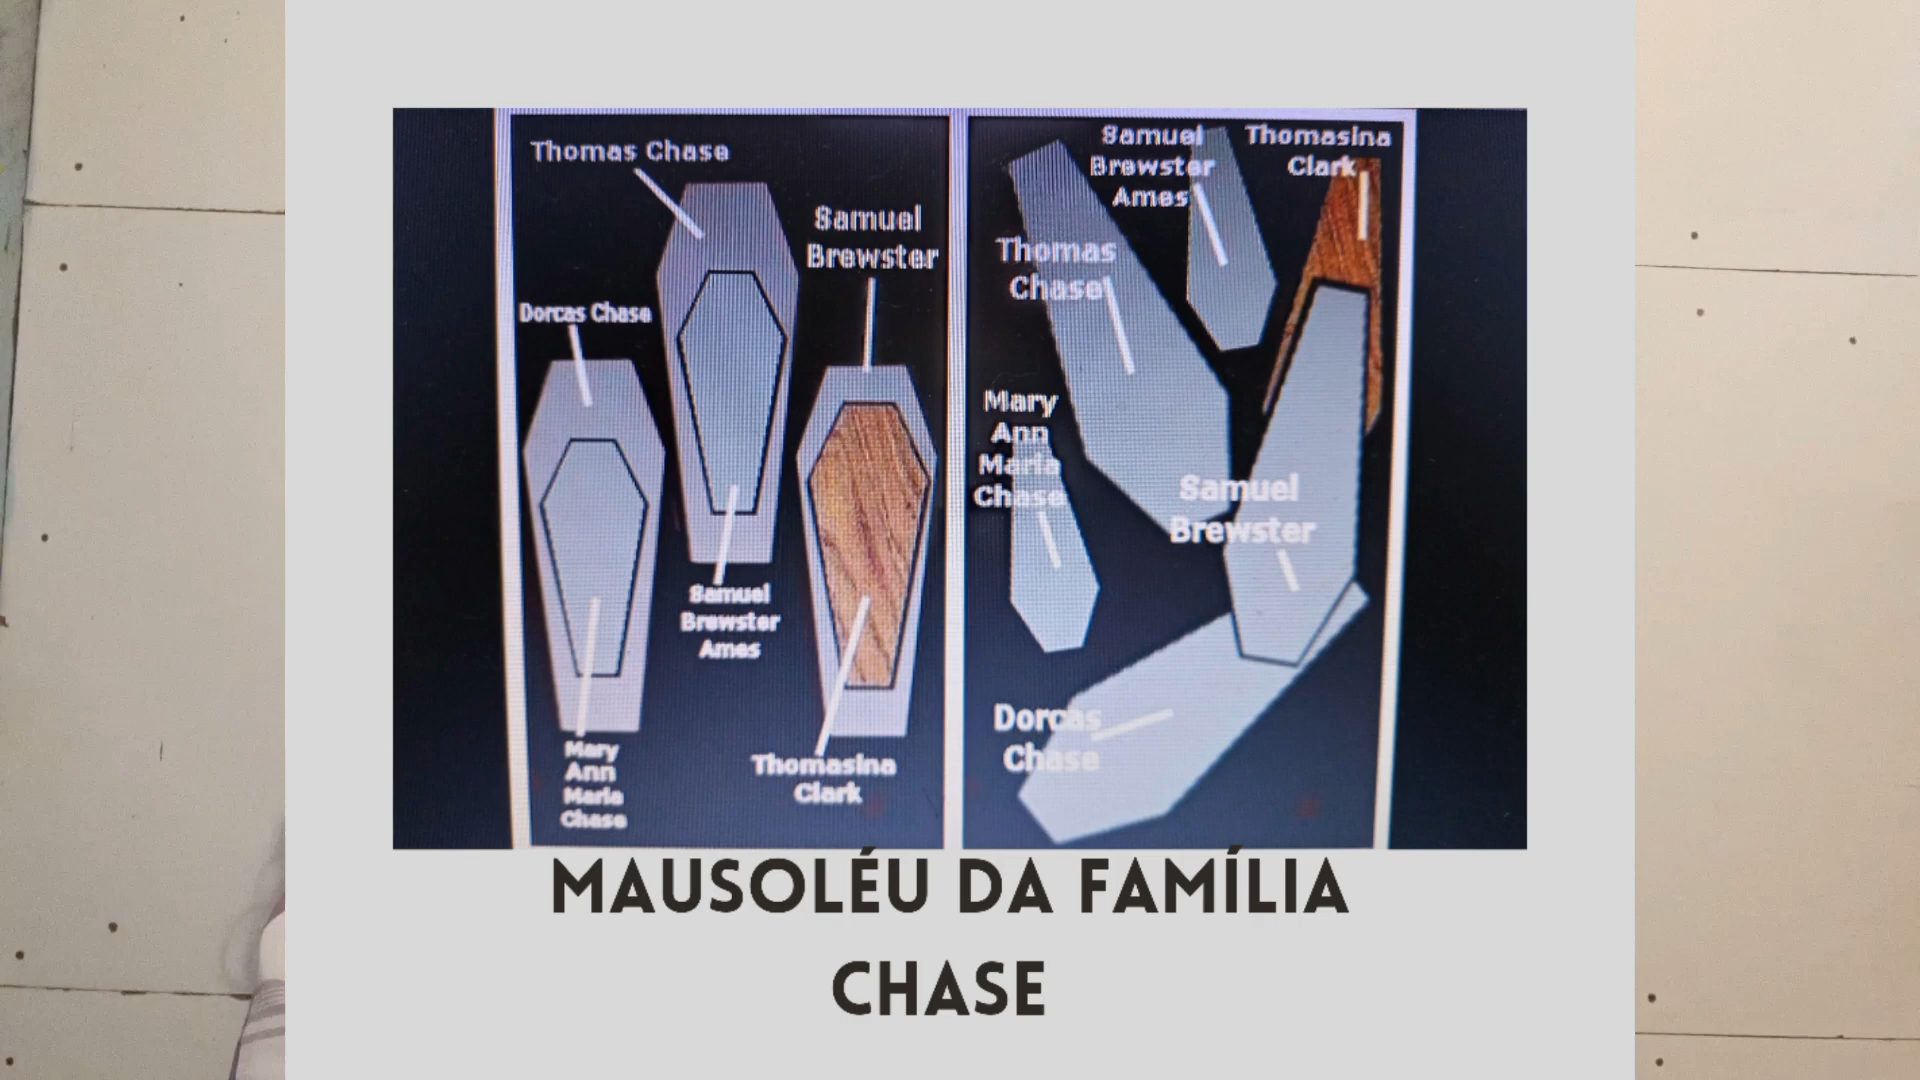 Thomas Chase
Samuel
Brewster
Dorcas Chase
Samuel
Brewster
Ames
Mary
Ann
Maria
Chase
Thomasina
Clark
Samuel
Brewster
Ames
Thomasina
Clark
Thomas
Chase
Mary
Ann
Maria
Chase
Samuel
Brewster
Dorcas
Chase
MAUSOLÉU DA FAMÍLIA
CHASE